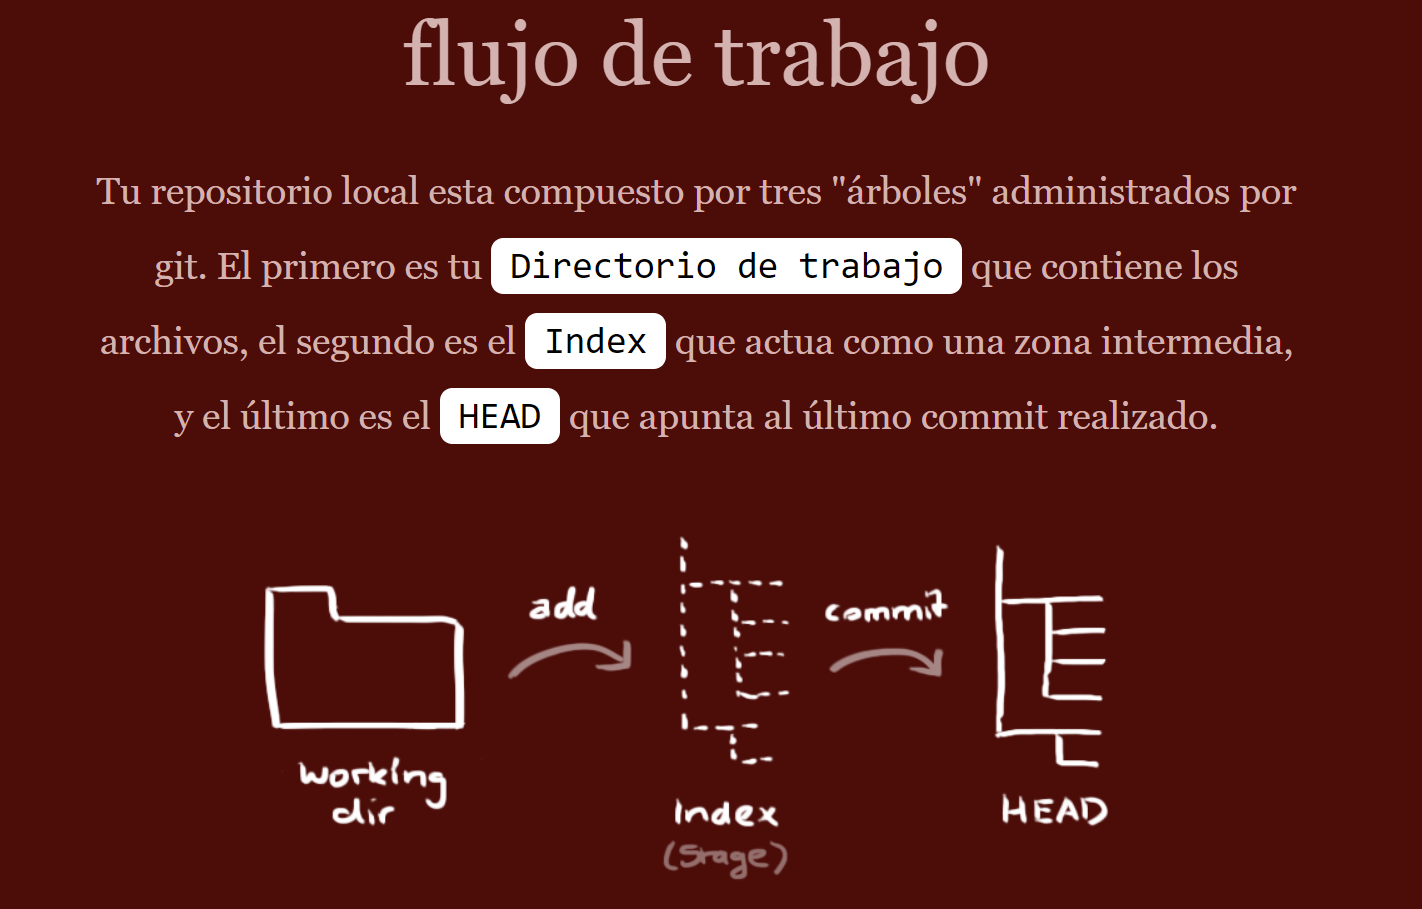 flujo de trabajo
Tu repositorio local esta compuesto por tres "árboles" administrados por
git. El primero es tu Directorio de trabajo que contiene los
archivos, el segundo es el Index que actua como una zona intermedia,
y el último es el HEAD que apunta al último commit realizado.
add
commit
working
dir
Index
(Stage)
HEAD